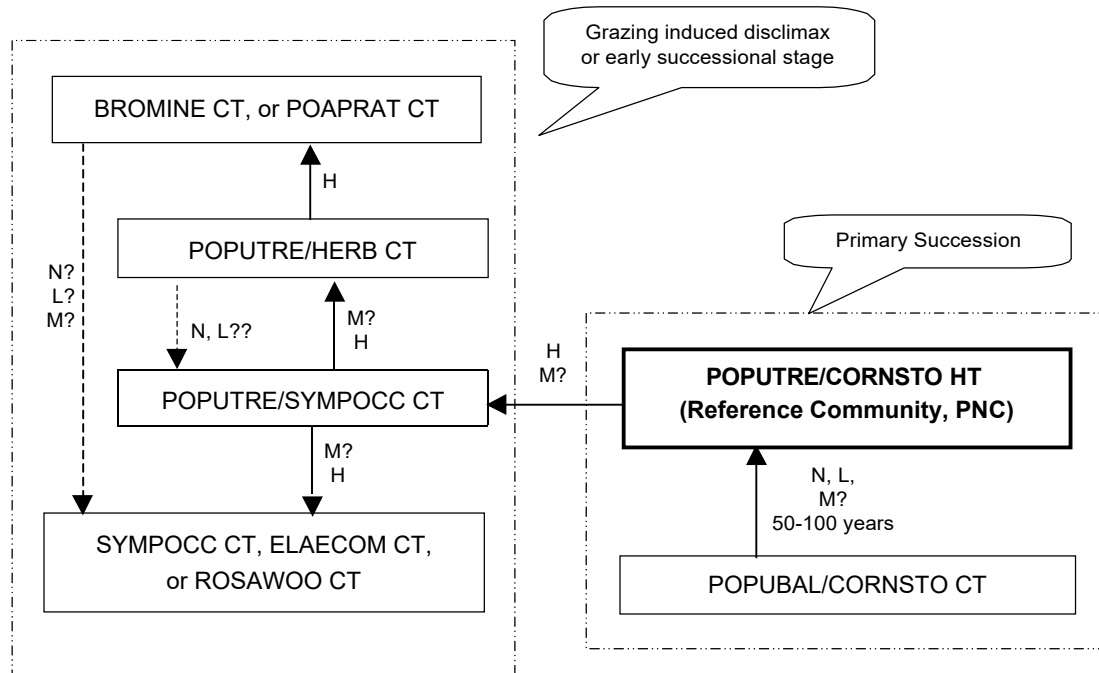 Grazing induced disclimax
or early successional stage
BROMINE CT, or POAPRAT CT
H
POPUTRE/HERB CT
N?
L?
M?
N, L??
M?
H
POPUTRE/SYMPOCC CT
M?
H
SYMPOCC CT, ELAECOM CT,
or ROSAWOO CT
H
M?
Primary Succession
POPUTRE/CORNSTO HT
(Reference Community, PNC)
N, L,
M?
50-100 years
POPUBAL/CORNSTO CT